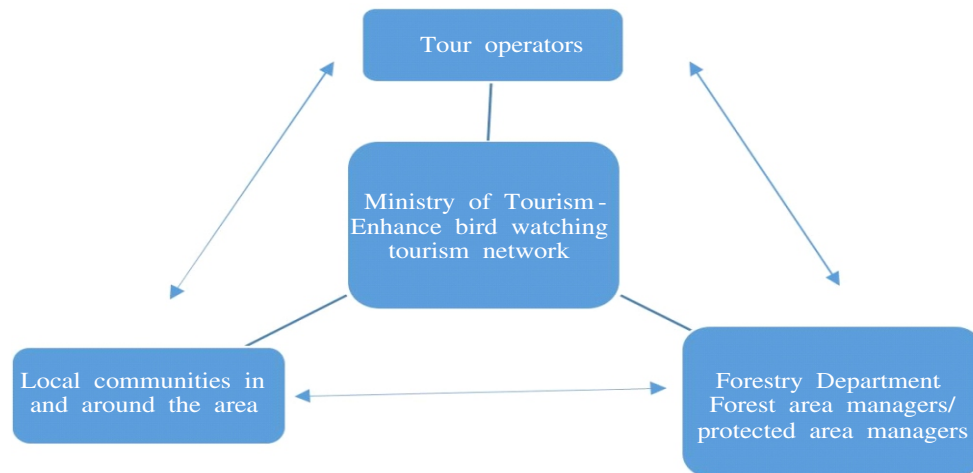 Tour operators
Ministry of Tourism-
Enhance bird watching
tourism network
Local communities in
and around the area
Forestry Department
Forest area managers/
protected area managers